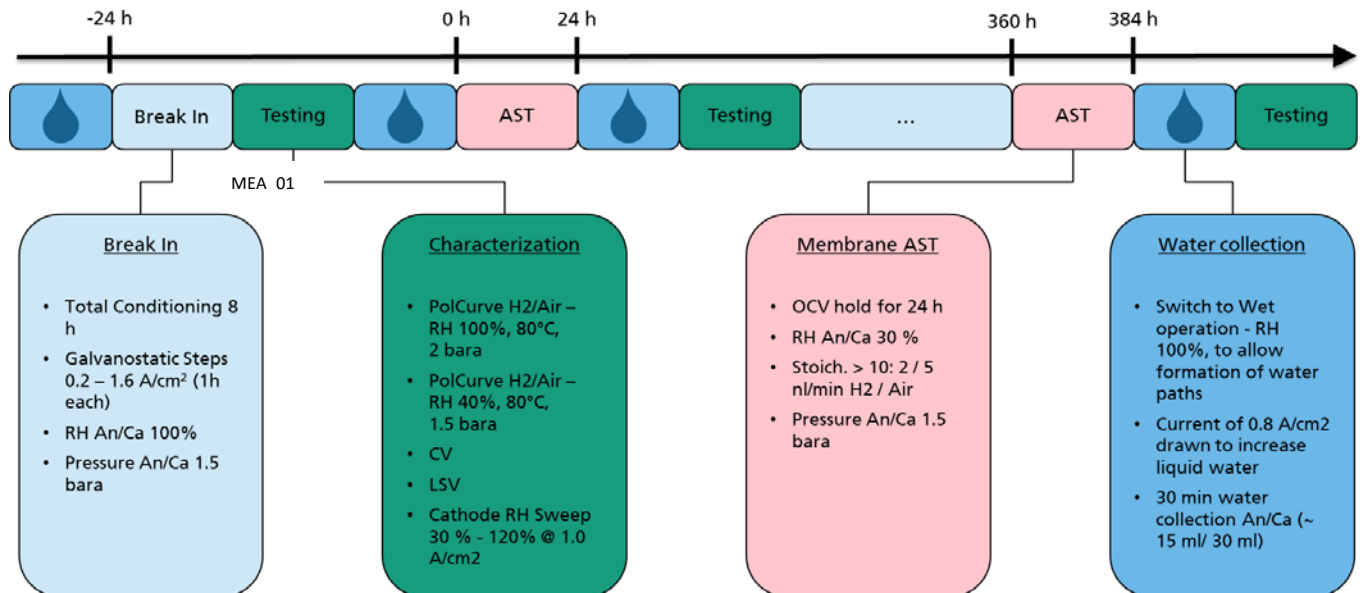 -24 h
0 h
24 h
360 h
384 h
Break In
Testing
AST
Testing
...
AST
Testing
MEA 01
Break In
• Total Conditioning 8
h
• Galvanostatic Steps
0.2 – 1.6 A/cm² (1h
each)
• RH An/Ca 100%
• Pressure An/Ca 1.5
bara
Characterization
• PolCurve H2/Air –
RH 100%, 80°C,
2 bara
• PolCurve H2/Air –
RH 40%, 80°C,
1.5 bara
• CV
• LSV
• Cathode RH Sweep
30 % - 120% @ 1.0
A/cm2
Membrane AST
• OCV hold for 24 h
• RH An/Ca 30 %
• Stoich. > 10: 2 / 5
nl/min H2 / Air
• Pressure An/Ca 1.5
bara
Water collection
• Switch to Wet
operation - RH
100%, to allow
formation of water
paths
• Current of 0.8 A/cm2
drawn to increase
liquid water
• 30 min water
collection An/Ca (~
15 ml/ 30 ml)